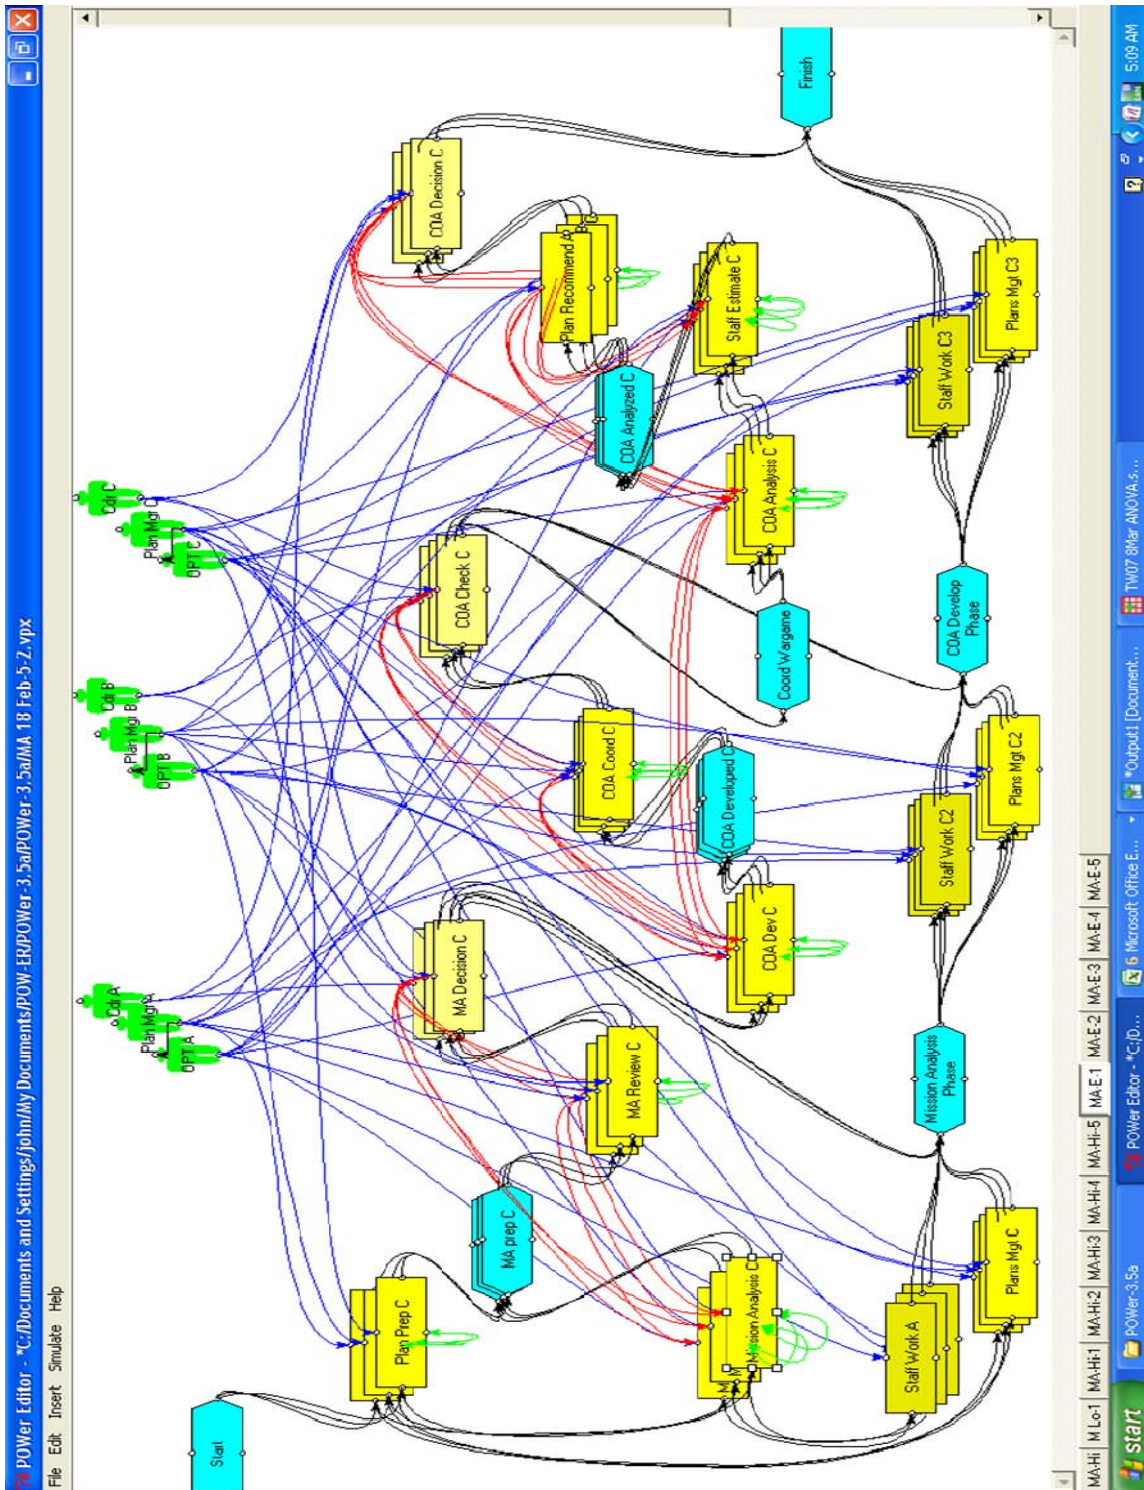 POWer Editor - *C:/Documents and Settings/john/My Documents/POW-ER/POWer-3.5a/POWer-3.5a/MA 18 Feb-5-2.vpx
File Edit Insert Simulate Help
Start
Cdr A
Plan Mgr A
OPT A
Cdr B
Plan Mgr B
OPT B
Cdr C
Plan Mgr C
OPT C
Plan Prep C
MA Decision C
COA Check C
COA Decision C
MA prep C
MA Review C
COA Coord C
Plan Recommend A
Mission Analysis C
COA Dev C
COA Developed C
Coord Wargame
COA Analysis C
COA Analyzed C
Staff Estimate C
Finish
Staff Work A
Plans Mgt C
Mission Analysis
Phase
Staff Work C2
Plans Mgt C2
COA Develop
Phase
Staff Work C3
Plans Mgt C3
MA-Hi M Lo-1 MA-Hi-1 MA-Hi-2 MA-Hi-3 MA-Hi-4 MA-Hi-5 MA-E-1 MA-E-2 MA-E-3 MA-E-4 MA-E-5
start
POWer-3.5a
POWer Editor - *C:/D...
6 Microsoft Office E...
*Output1 [Document...
TW07 8Mar ANOVA.s...
5:09 AM